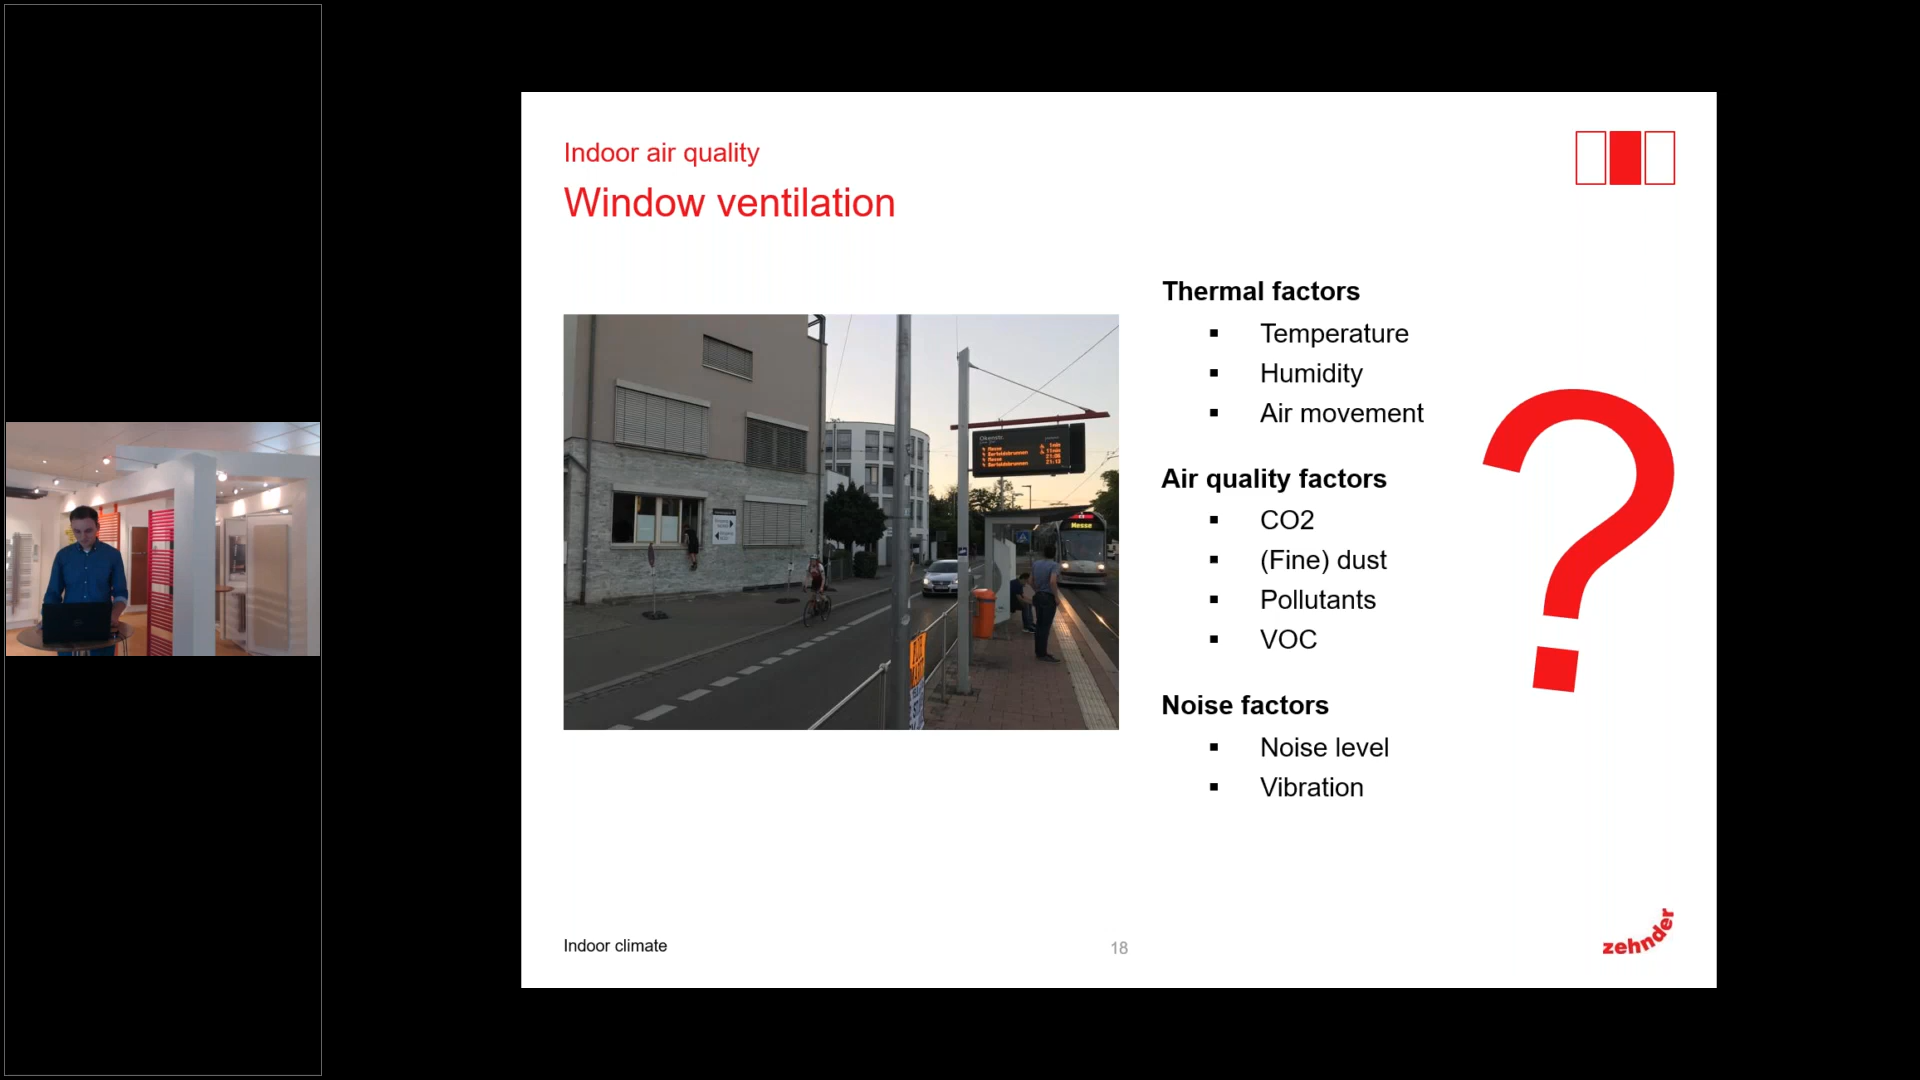 Indoor air quality
Window ventilation
Thermal factors
▪ Temperature
▪ Humidity
▪ Air movement
Air quality factors
▪ CO2
▪ (Fine) dust
▪ Pollutants
▪ VOC
Noise factors
▪ Noise level
▪ Vibration
?
Messe
Indoor climate
18
zehnder